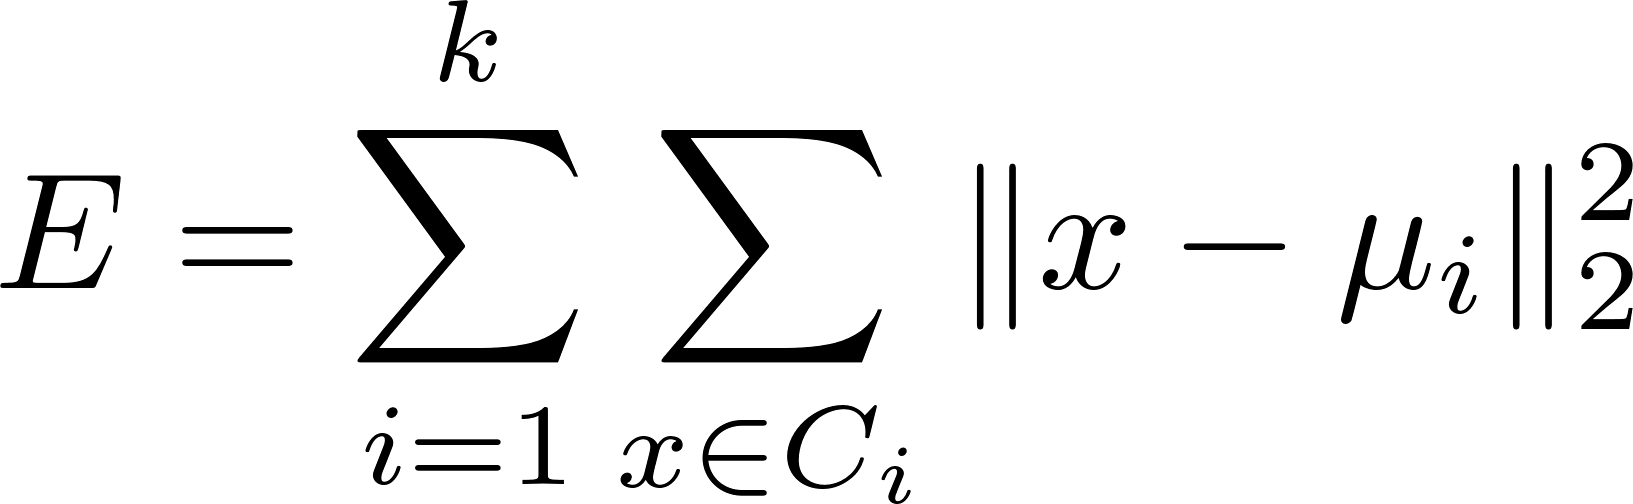 $E = \sum_{i=1}^{k} \sum_{x \in C_i} \|x - \mu_i\|_2^2$